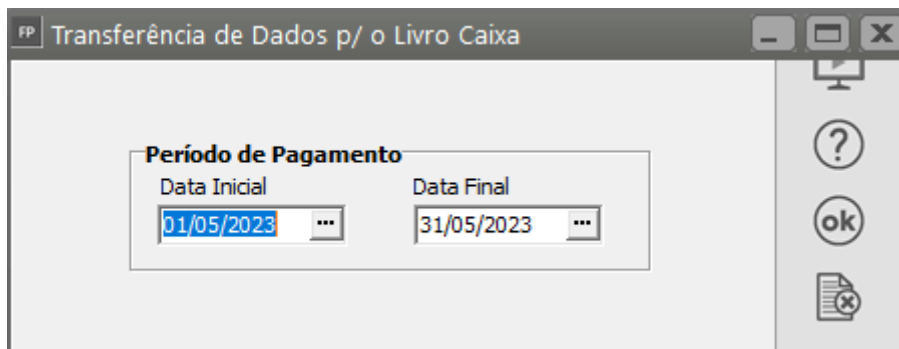 FP Transferência de Dados p/ o Livro Caixa
Período de Pagamento
Data Inicial Data Final
01/05/2023 ... 31/05/2023 ...
?
ok